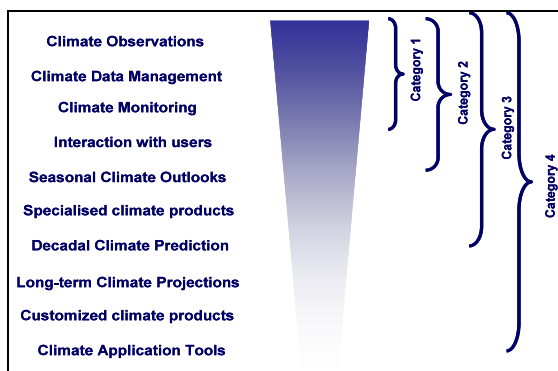 Climate Observations
Climate Data Management
Climate Monitoring
Interaction with users
Seasonal Climate Outlooks
Specialised climate products
Decadal Climate Prediction
Long-term Climate Projections
Customized climate products
Climate Application Tools
Category 1
Category 2
Category 3
Category 4